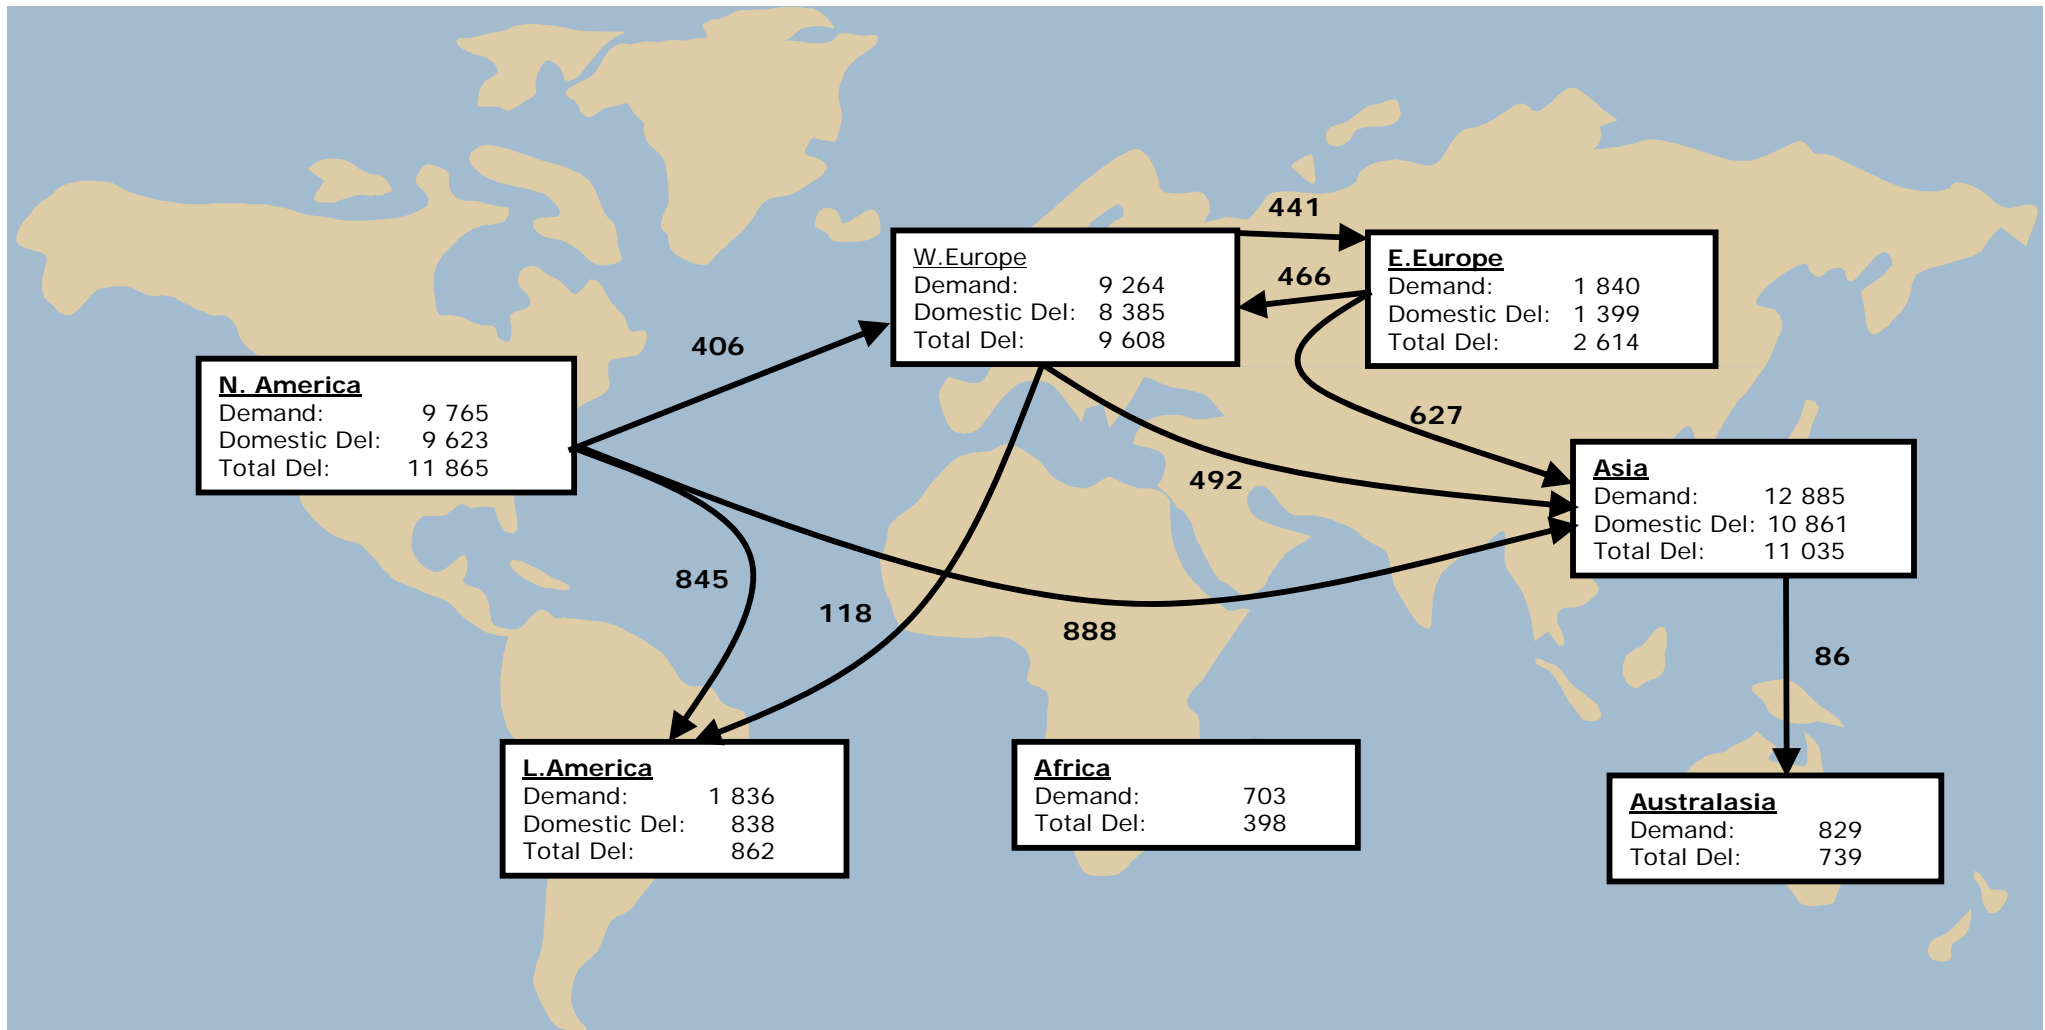 441
W.Europe
Demand: 9 264
Domestic Del: 8 385
Total Del: 9 608
466
E.Europe
Demand: 1 840
Domestic Del: 1 399
Total Del: 2 614
406
N. America
Demand: 9 765
Domestic Del: 9 623
Total Del: 11 865
627
492
Asia
Demand: 12 885
Domestic Del: 10 861
Total Del: 11 035
845
118
888
86
L.America
Demand: 1 836
Domestic Del: 838
Total Del: 862
Africa
Demand: 703
Total Del: 398
Australasia
Demand: 829
Total Del: 739